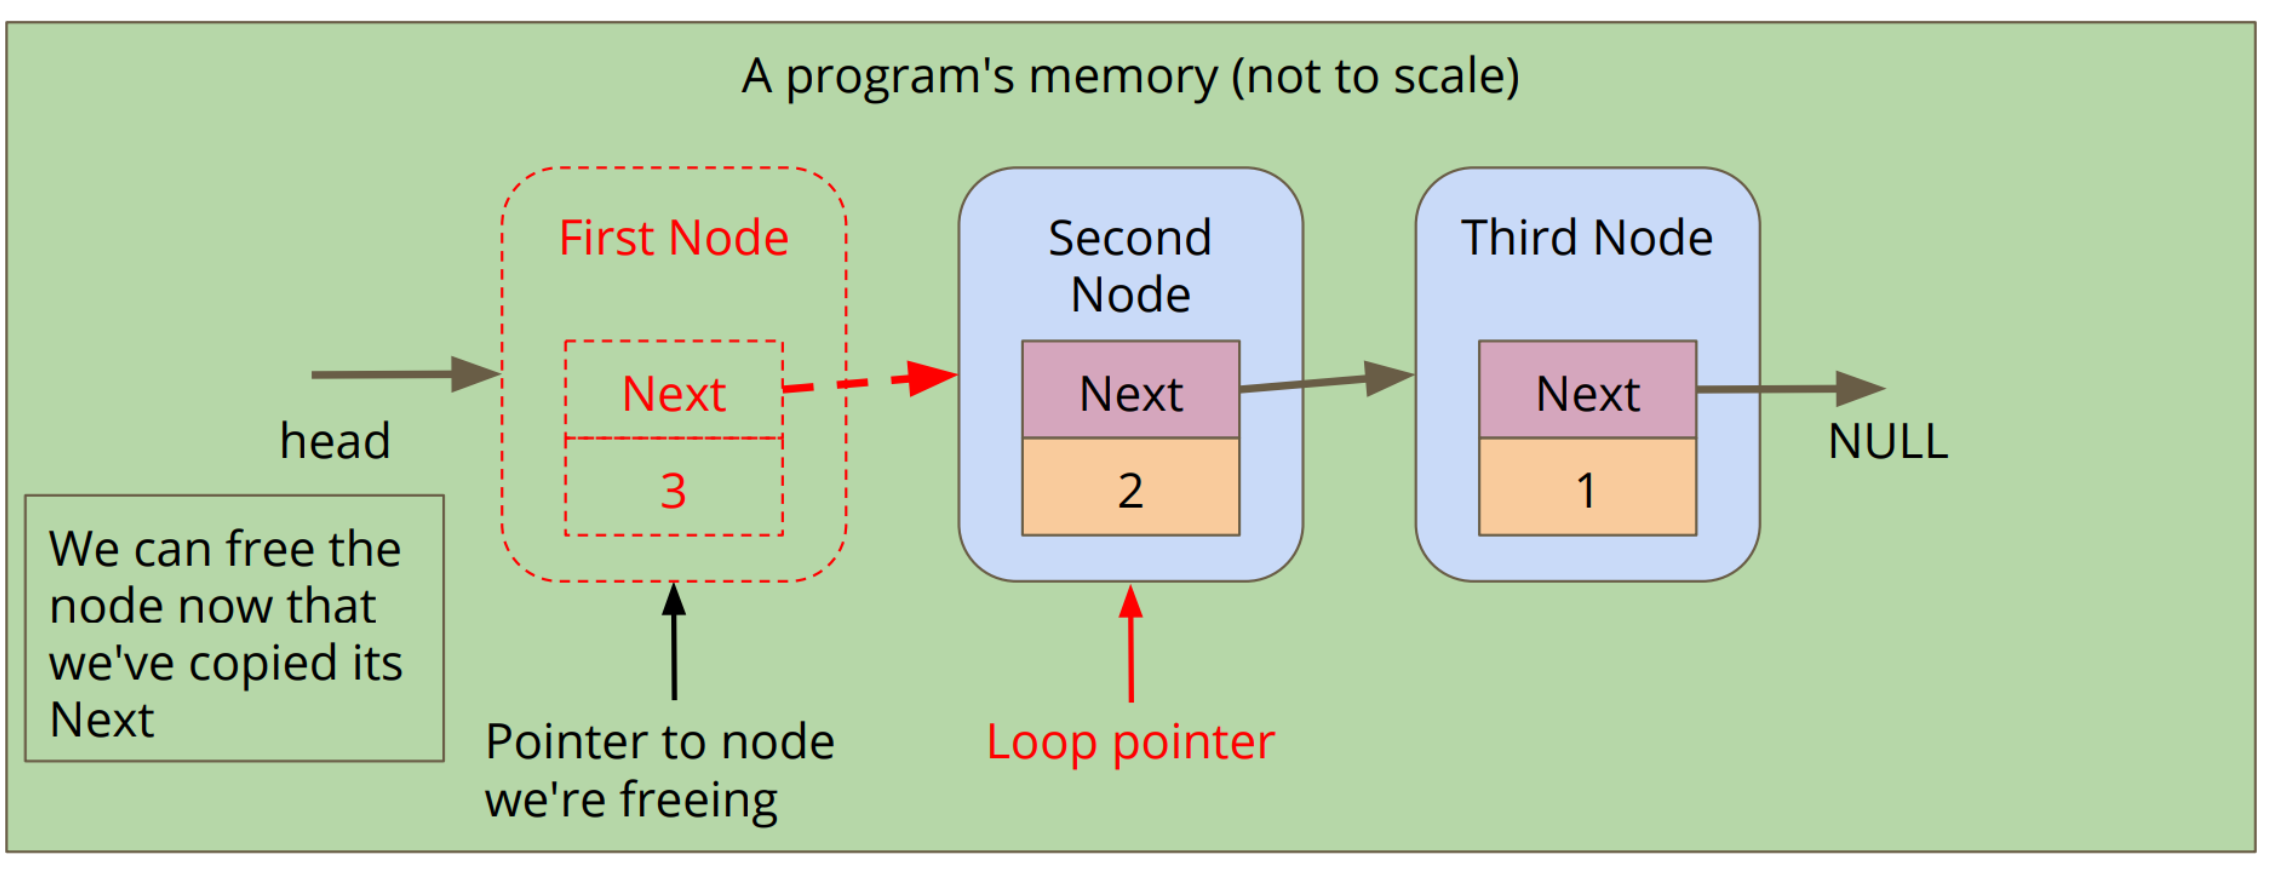 A program's memory (not to scale)
First Node
Next
3
Second
Node
Next
2
Third Node
Next
1
head
NULL
We can free the
node now that
we've copied its
Next
Pointer to node
we're freeing
Loop pointer